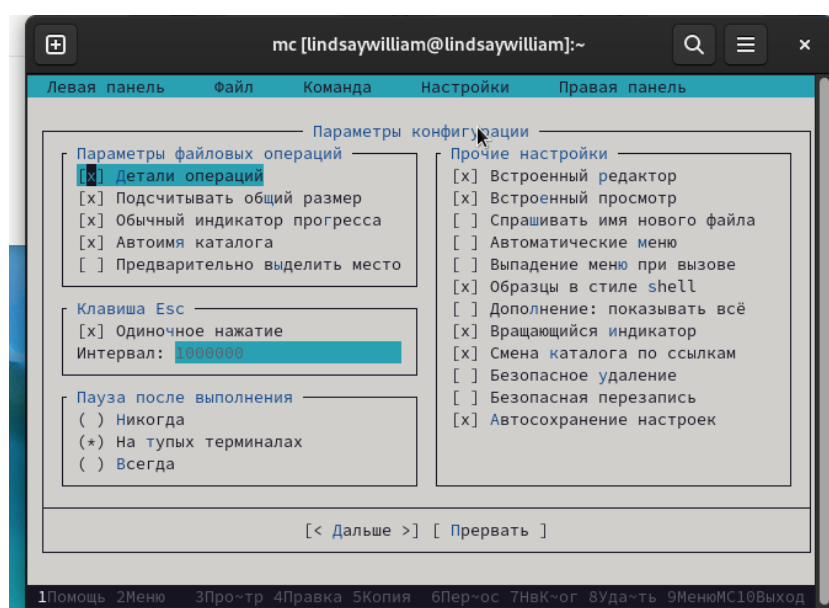 mc [lindsaywilliam@lindsaywilliam]:~
Левая панель Файл Команда Настройки Правая панель
Параметры конфигурации
Параметры файловых операций
[x] Детали операций
[x] Подсчитывать общий размер
[x] Обычный индикатор прогресса
[x] Автоимя каталога
[ ] Предварительно выделить место
Клавиша Esc
[x] Одиночное нажатие
Интервал: 1000000
Пауза после выполнения
( ) Никогда
(*) На тупых терминалах
( ) Всегда
Прочие настройки
[x] Встроенный редактор
[x] Встроенный просмотр
[ ] Спрашивать имя нового файла
[ ] Автоматические меню
[ ] Выпадение меню при вызове
[x] Образцы в стиле shell
[ ] Дополнение: показывать всё
[x] Вращающийся индикатор
[x] Смена каталога по ссылкам
[ ] Безопасное удаление
[ ] Безопасная перезапись
[x] Автосохранение настроек
[< Дальше >] [ Прервать ]
1Помощь 2Меню 3Про~тр 4Правка 5Копия 6Пер~ос 7НвК~ог 8Уда~ть 9МенюМС10Выход